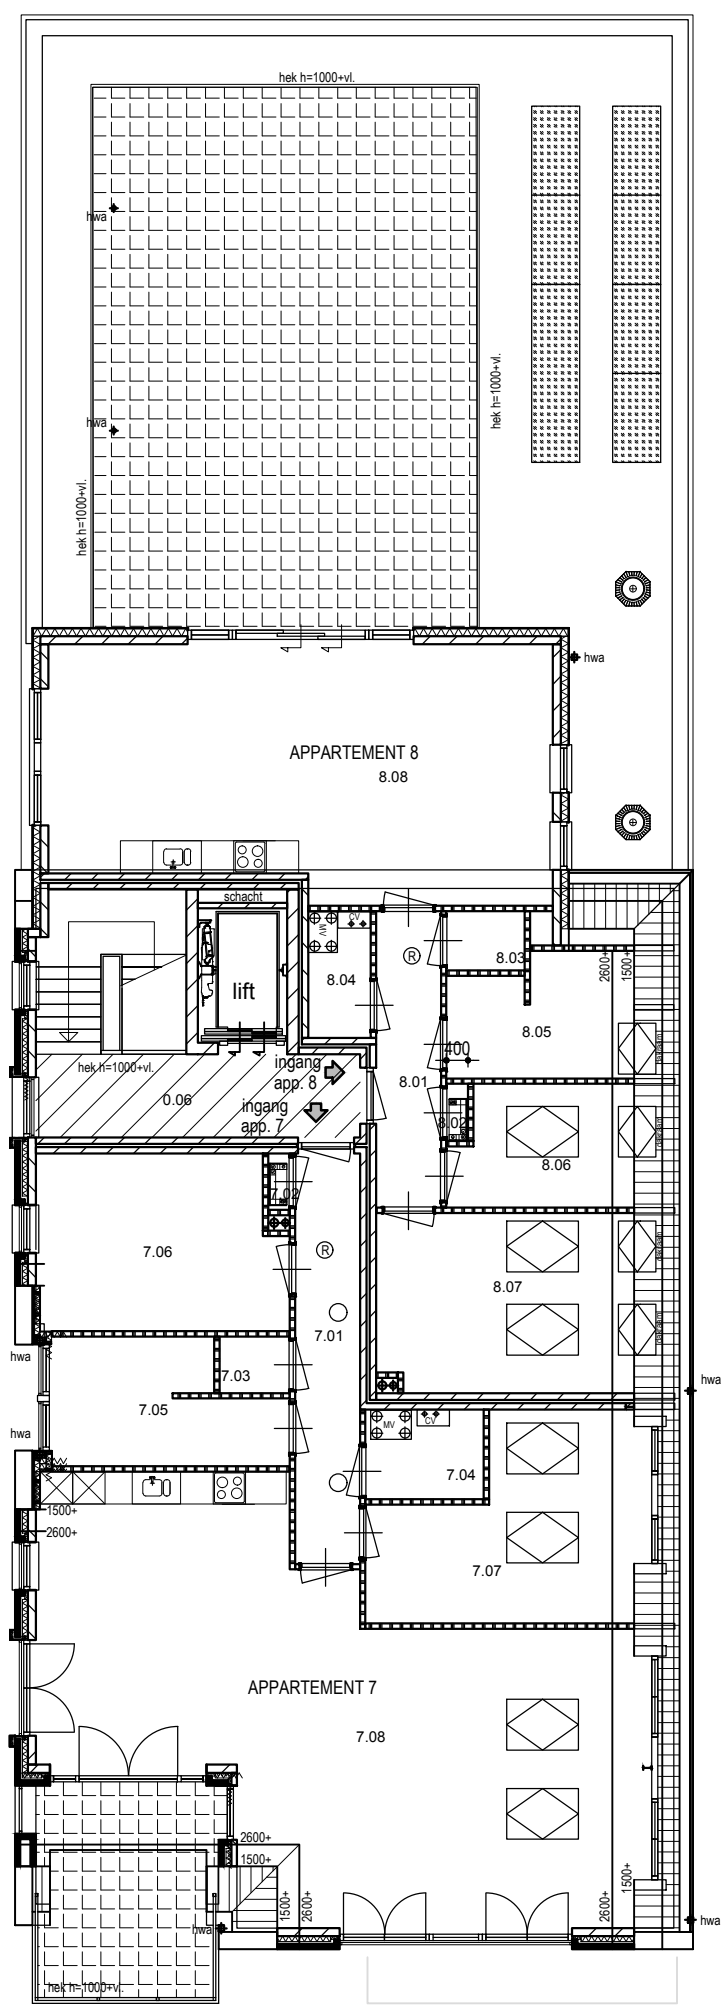 hek h=1000+vl.
hwa
hek h=1000+vl.
hwa
hek h=1000+vl.
hwa
APPARTEMENT 8
8.08
schacht
MV
CV
8.03
8.04
2600+
1500+
lift
8.05
400
ingang
app. 8
hek h=1000+vl.
8.01
0.06
ingang
app. 7
8.02
8.06
7.02
7.06
8.07
7.01
hwa
7.03
hwa
7.05
MV
CV
hwa
7.04
1500+
2600+
7.07
APPARTEMENT 7
7.08
2600+
1500+
1500+
2600+
2600+
1500+
hwa
hwa
hek h=1000+vl.
R
R